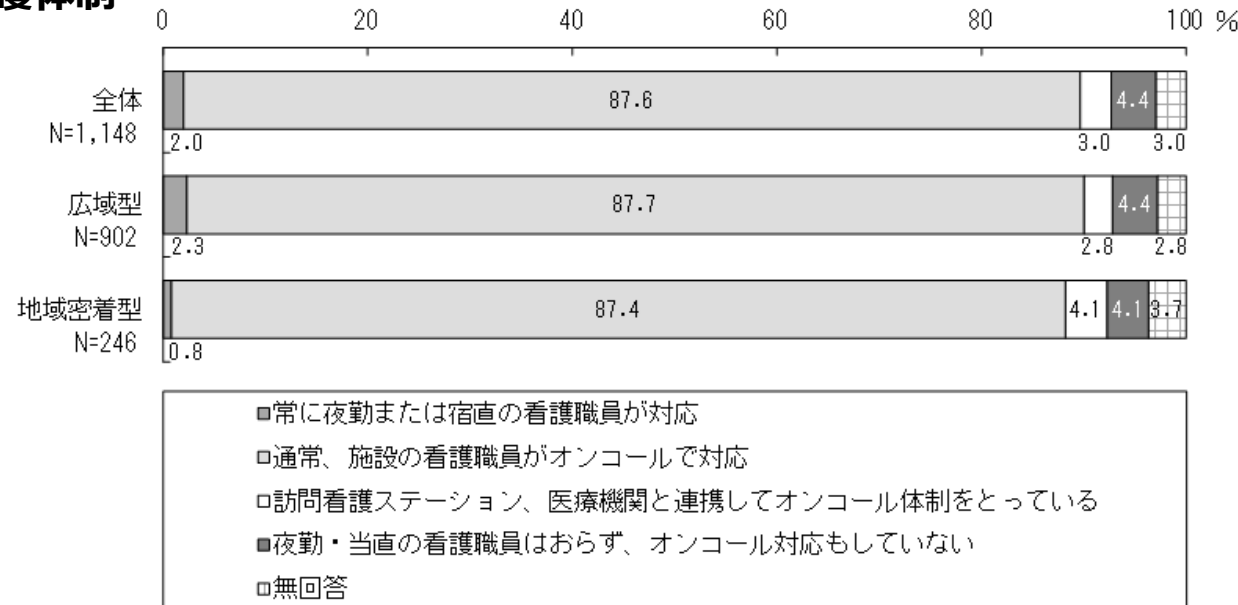 0 20 40 60 80 100 %
全体 87.6 4.4
N=1,148 2.0 3.0 3.0
広域型 87.7 4.4
N=902 2.3 2.8 2.8
地域密着型 87.4 4.1 4.1 3.7
N=246 0.8
常に夜勤または宿直の看護職員が対応
通常、施設の看護職員がオンコールで対応
訪問看護ステーション、医療機関と連携してオンコール体制をとっている
夜勤・当直の看護職員はおらず、オンコール対応もしていない
無回答